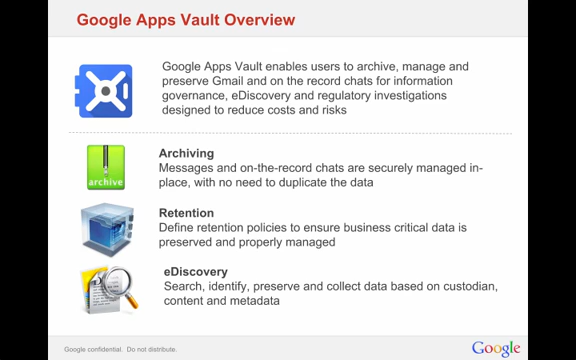 Google Apps Vault Overview
Google Apps Vault enables users to archive, manage and
preserve Gmail and on the record chats for information
governance, eDiscovery and regulatory investigations
designed to reduce costs and risks
Archiving
Messages and on-the-record chats are securely managed in-
place, with no need to duplicate the data
archive
Retention
Define retention policies to ensure business critical data is
preserved and properly managed
eDiscovery
Search, identify, preserve and collect data based on custodian,
content and metadata
Google confidential. Do not distribute.
Google